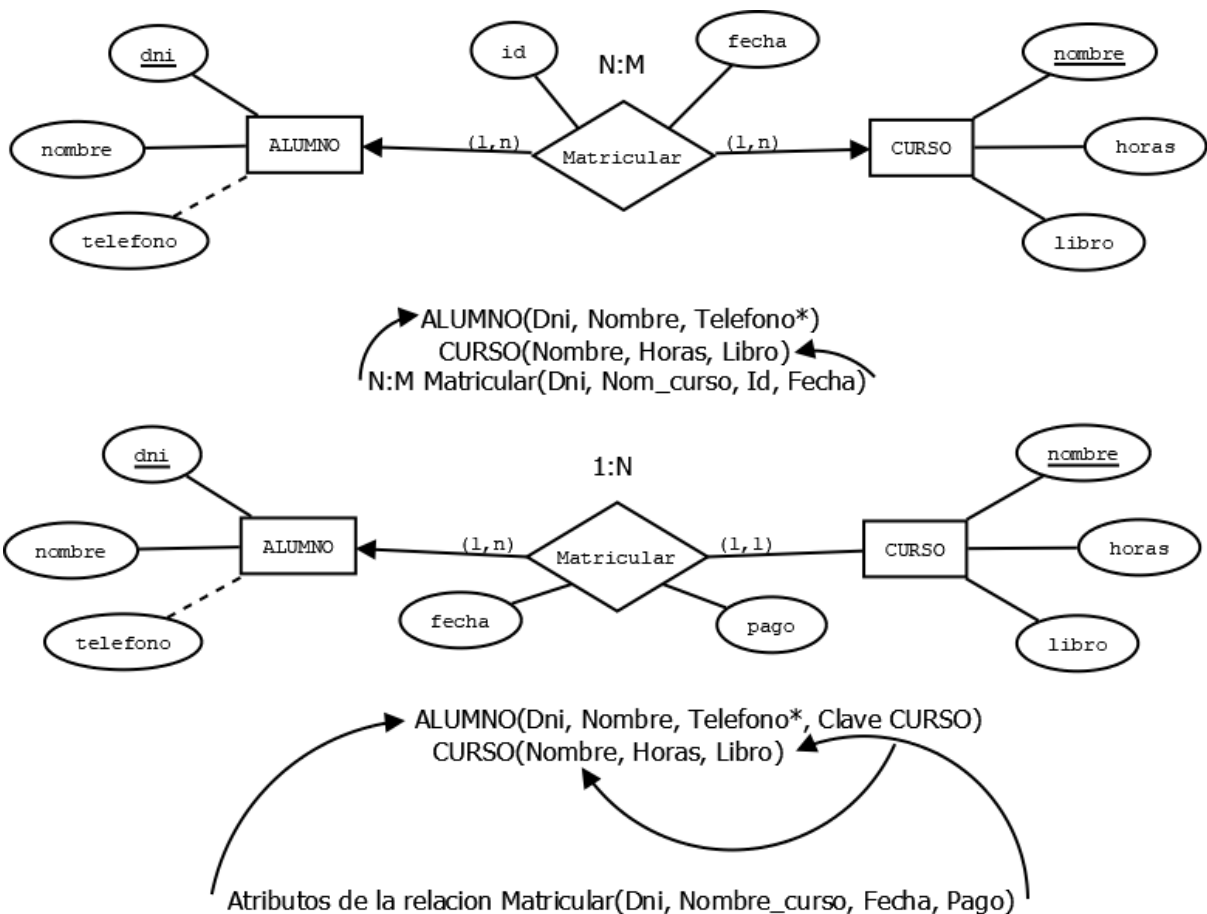 dni
id
N:M
fecha
nombre
nombre
ALUMNO
(1,n)
Matricular
(1,n)
CURSO
horas
telefono
libro
ALUMNO(Dni, Nombre, Telefono*)
CURSO(Nombre, Horas, Libro)
N:M Matricular(Dni, Nom_curso, Id, Fecha)
dni
1:N
nombre
nombre
ALUMNO
(1,n)
Matricular
(1,1)
CURSO
horas
telefono
fecha
pago
libro
ALUMNO(Dni, Nombre, Telefono*, Clave CURSO)
CURSO(Nombre, Horas, Libro)
Atributos de la relacion Matricular(Dni, Nombre_curso, Fecha, Pago)